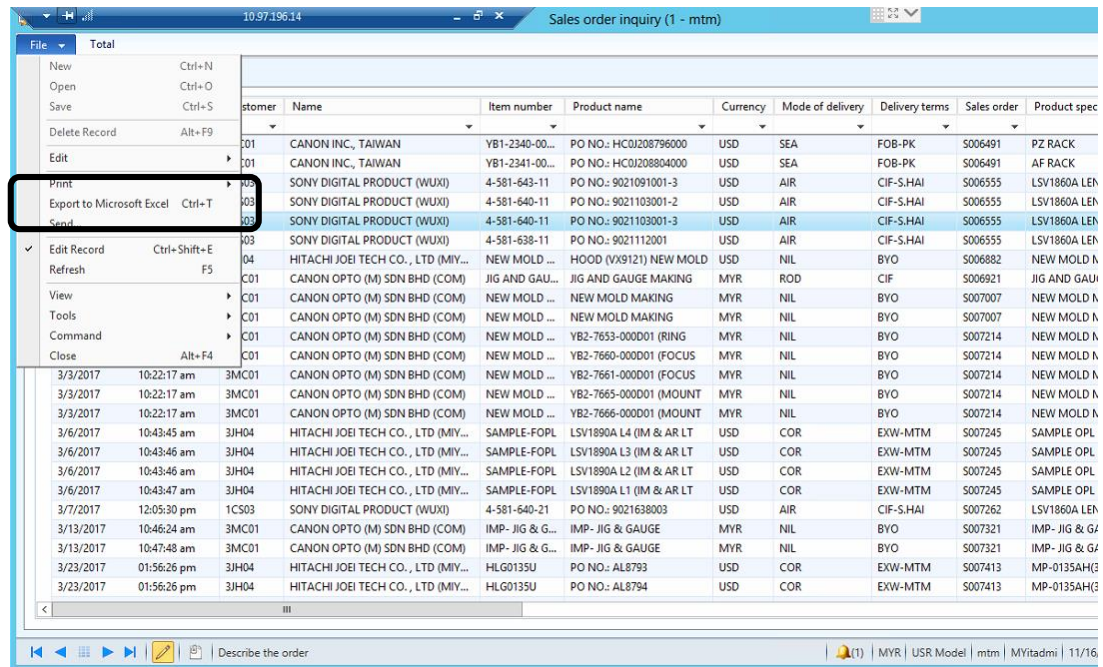 10.97.196.14
Sales order inquiry (1 - mtm)
File Total
New Ctrl+N
Open Ctrl+O
Save Ctrl+S
Delete Record Alt+F9
Edit
Print
Export to Microsoft Excel Ctrl+T
Send...
Edit Record Ctrl+Shift+E
Refresh F5
View
Tools
Command
Close Alt+F4
stomer Name Item number Product name Currency Mode of delivery Delivery terms Sales order Product spec
C01 CANON INC., TAIWAN YB1-2340-00... PO NO.: HC0J208796000 USD SEA FOB-PK S006491 PZ RACK
C01 CANON INC., TAIWAN YB1-2341-00... PO NO.: HC0J208804000 USD SEA FOB-PK S006491 AF RACK
S03 SONY DIGITAL PRODUCT (WUXI) 4-581-643-11 PO NO.: 9021091001-3 USD AIR CIF-S.HAI S006555 LSV1860A LEN
S03 SONY DIGITAL PRODUCT (WUXI) 4-581-640-11 PO NO.: 9021103001-2 USD AIR CIF-S.HAI S006555 LSV1860A LEN
S03 SONY DIGITAL PRODUCT (WUXI) 4-581-640-11 PO NO.: 9021103001-3 USD AIR CIF-S.HAI S006555 LSV1860A LEN
S03 SONY DIGITAL PRODUCT (WUXI) 4-581-638-11 PO NO.: 9021112001 USD AIR CIF-S.HAI S006555 LSV1860A LEN
04 HITACHI JOEI TECH CO. , LTD (MIY... NEW MOLD ... HOOD (VX9121) NEW MOLD USD NIL BYO S006882 NEW MOLD M
C01 CANON OPTO (M) SDN BHD (COM) JIG AND GAU... JIG AND GAUGE MAKING MYR ROD CIF S006921 JIG AND GAU
C01 CANON OPTO (M) SDN BHD (COM) NEW MOLD ... NEW MOLD MAKING MYR NIL BYO S007007 NEW MOLD M
C01 CANON OPTO (M) SDN BHD (COM) NEW MOLD ... NEW MOLD MAKING MYR NIL BYO S007007 NEW MOLD M
C01 CANON OPTO (M) SDN BHD (COM) NEW MOLD ... YB2-7653-000D01 (RING MYR NIL BYO S007214 NEW MOLD M
C01 CANON OPTO (M) SDN BHD (COM) NEW MOLD ... YB2-7660-000D01 (FOCUS MYR NIL BYO S007214 NEW MOLD M
3/3/2017 10:22:17 am 3MC01 CANON OPTO (M) SDN BHD (COM) NEW MOLD ... YB2-7661-000D01 (FOCUS MYR NIL BYO S007214 NEW MOLD M
3/3/2017 10:22:17 am 3MC01 CANON OPTO (M) SDN BHD (COM) NEW MOLD ... YB2-7665-000D01 (MOUNT MYR NIL BYO S007214 NEW MOLD M
3/3/2017 10:22:17 am 3MC01 CANON OPTO (M) SDN BHD (COM) NEW MOLD ... YB2-7666-000D01 (MOUNT MYR NIL BYO S007214 NEW MOLD M
3/6/2017 10:43:45 am 3JH04 HITACHI JOEI TECH CO. , LTD (MIY... SAMPLE-FOPL LSV1890A L4 (IM & AR LT USD COR EXW-MTM S007245 SAMPLE OPL
3/6/2017 10:43:46 am 3JH04 HITACHI JOEI TECH CO. , LTD (MIY... SAMPLE-FOPL LSV1890A L3 (IM & AR LT USD COR EXW-MTM S007245 SAMPLE OPL
3/6/2017 10:43:46 am 3JH04 HITACHI JOEI TECH CO. , LTD (MIY... SAMPLE-FOPL LSV1890A L2 (IM & AR LT USD COR EXW-MTM S007245 SAMPLE OPL
3/6/2017 10:43:47 am 3JH04 HITACHI JOEI TECH CO. , LTD (MIY... SAMPLE-FOPL LSV1890A L1 (IM & AR LT USD COR EXW-MTM S007245 SAMPLE OPL
3/7/2017 12:05:30 pm 1CS03 SONY DIGITAL PRODUCT (WUXI) 4-581-640-21 PO NO.: 9021638003 USD AIR CIF-S.HAI S007262 LSV1860A LEN
3/13/2017 10:46:24 am 3MC01 CANON OPTO (M) SDN BHD (COM) IMP- JIG & G... IMP- JIG & GAUGE MYR NIL BYO S007321 IMP- JIG & GA
3/13/2017 10:47:48 am 3MC01 CANON OPTO (M) SDN BHD (COM) IMP- JIG & G... IMP- JIG & GAUGE MYR NIL BYO S007321 IMP- JIG & GA
3/23/2017 01:56:26 pm 3JH04 HITACHI JOEI TECH CO. , LTD (MIY... HLG0135U PO NO.: AL8793 USD COR EXW-MTM S007413 MP-0135AH(3
3/23/2017 01:56:26 pm 3JH04 HITACHI JOEI TECH CO. , LTD (MIY... HLG0135U PO NO.: AL8794 USD COR EXW-MTM S007413 MP-0135AH(3
Describe the order (1) MYR USR Model mtm MYitadmi 11/16/